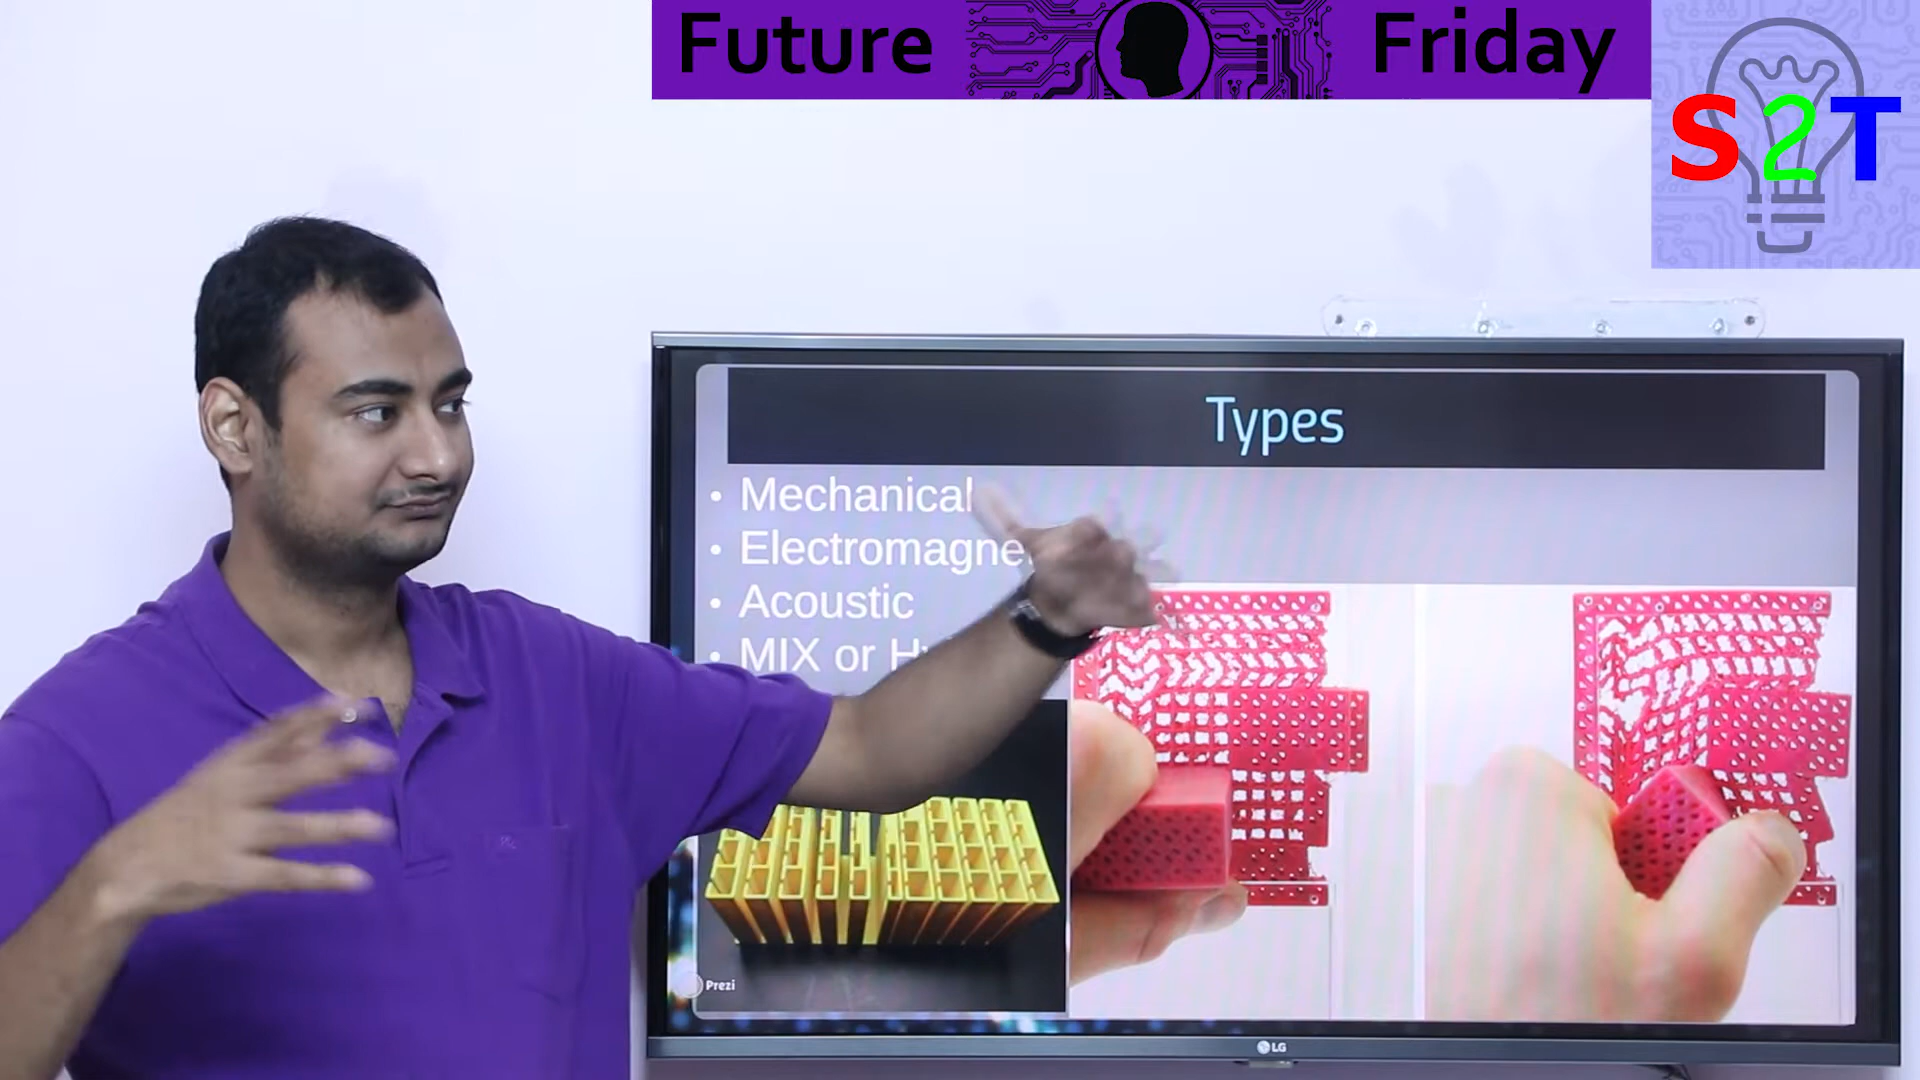 Future Friday
S2T
Types
• Mechanical
• Electromagne
• Acoustic
• MIX or
Prezi
LG